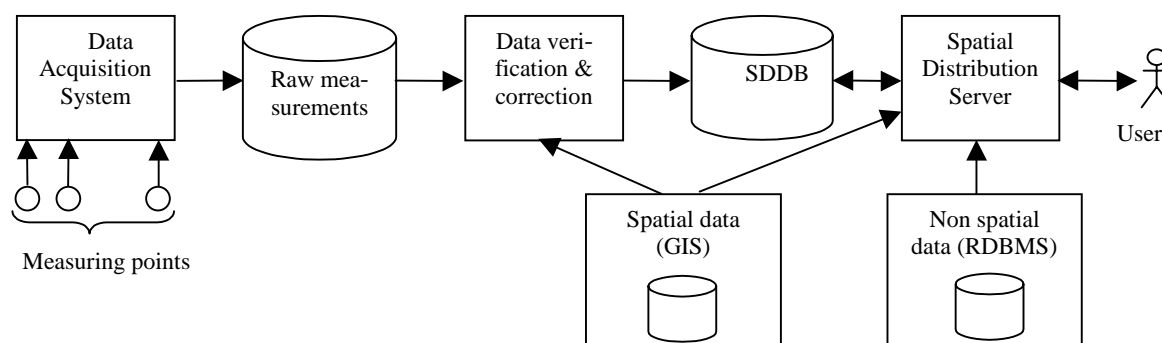 Data
Acquisition
System
Raw mea-
surements
Data veri-
fication &
correction
SDDB
Spatial
Distribution
Server
User
Measuring points
Spatial data
(GIS)
Non spatial
data (RDBMS)